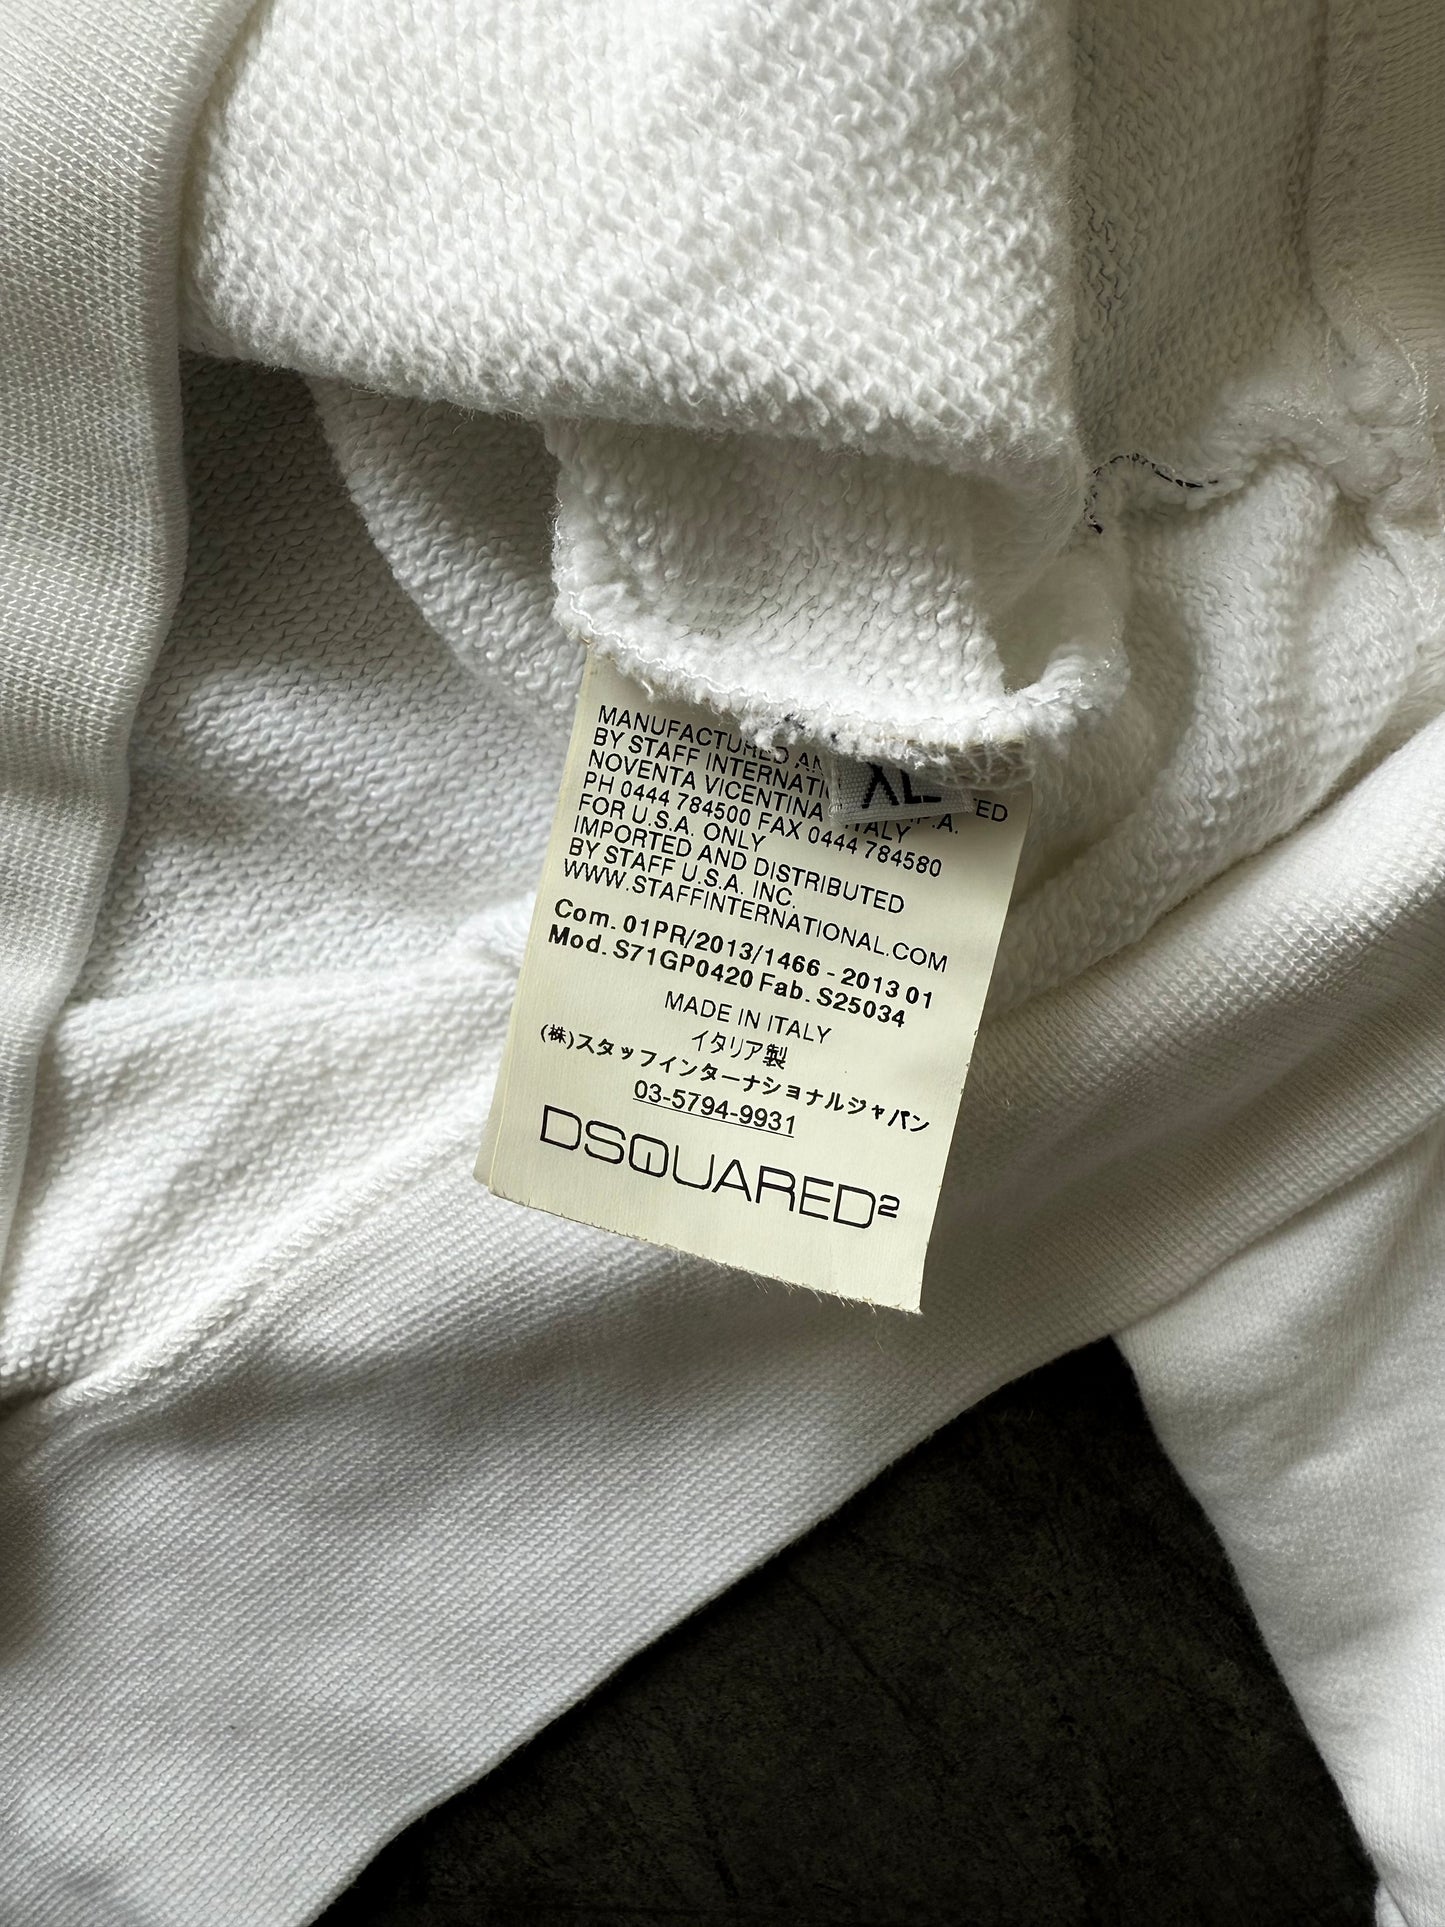 MANUFACTURED
BY STAFF INTERNATI
NOVENTA VICENTINA ITALY
PH 0444 784500 FAX 0444 784580
FOR U.S.A. ONLY
IMPORTED AND DISTRIBUTED
BY STAFF U.S.A. INC.
WWW.STAFFINTERNATIONAL.COM
Com. 01PR/2013/1466 - 2013 01
Mod. S71GP0420 Fab. S25034
MADE IN ITALY
イタリア製
(株)スタッフインターナショナルジャパン
03-5794-9931
DSQUARED2
XL